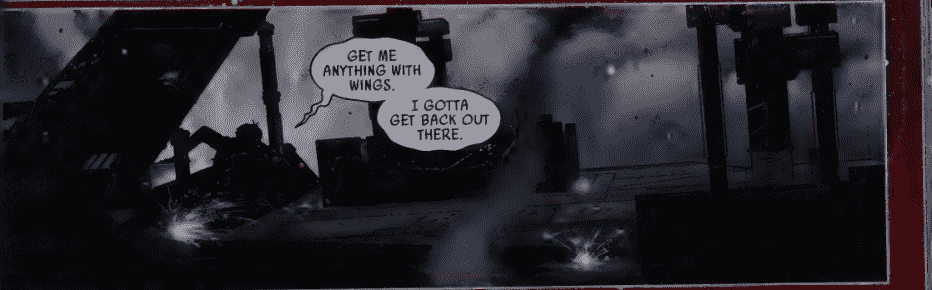 GET ME
ANYTHING WITH
WINGS.
I GOTTA
GET BACK OUT
THERE.